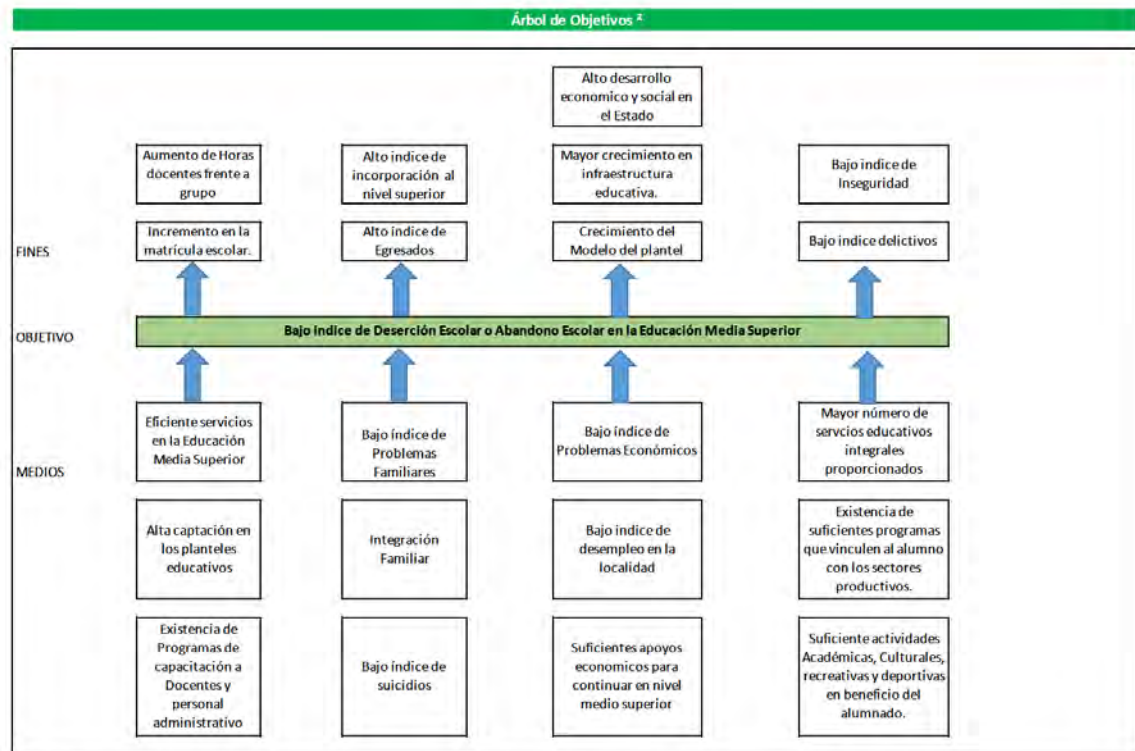 Árbol de Objetivos ²
Alto desarrollo
economico y social en
el Estado
Aumento de Horas
docentes frente a
grupo
Alto indice de
incorporación al
nivel superior
Mayor crecimiento en
infraestructura
educativa.
Bajo indice de
Inseguridad
FINES
Incremento en la
matrícula escolar.
Alto índice de
Egresados
Crecimiento del
Modelo del plantel
Bajo indice delictivos
OBJETIVO
Bajo índice de Deserción Escolar o Abandono Escolar en la Educación Media Superior
MEDIOS
Eficiente servicios
en la Educación
Media Superior
Bajo índice de
Problemas
Familiares
Bajo índice de
Problemas Económicos
Mayor número de
servcios educativos
integrales
proporcionados
Alta captación en
los planteles
educativos
Integración
Familiar
Bajo indice de
desempleo en la
localidad
Existencia de
suficientes programas
que vinculen al alumno
con los sectores
productivos.
Existencia de
Programas de
capacitación a
Docentes y
personal
administrativo
Bajo índice de
suicidios
Suficientes apoyos
economicos para
continuar en nivel
medio superior
Suficiente actividades
Académicas, Culturales,
recreativas y deportivas
en beneficio del
alumnado.